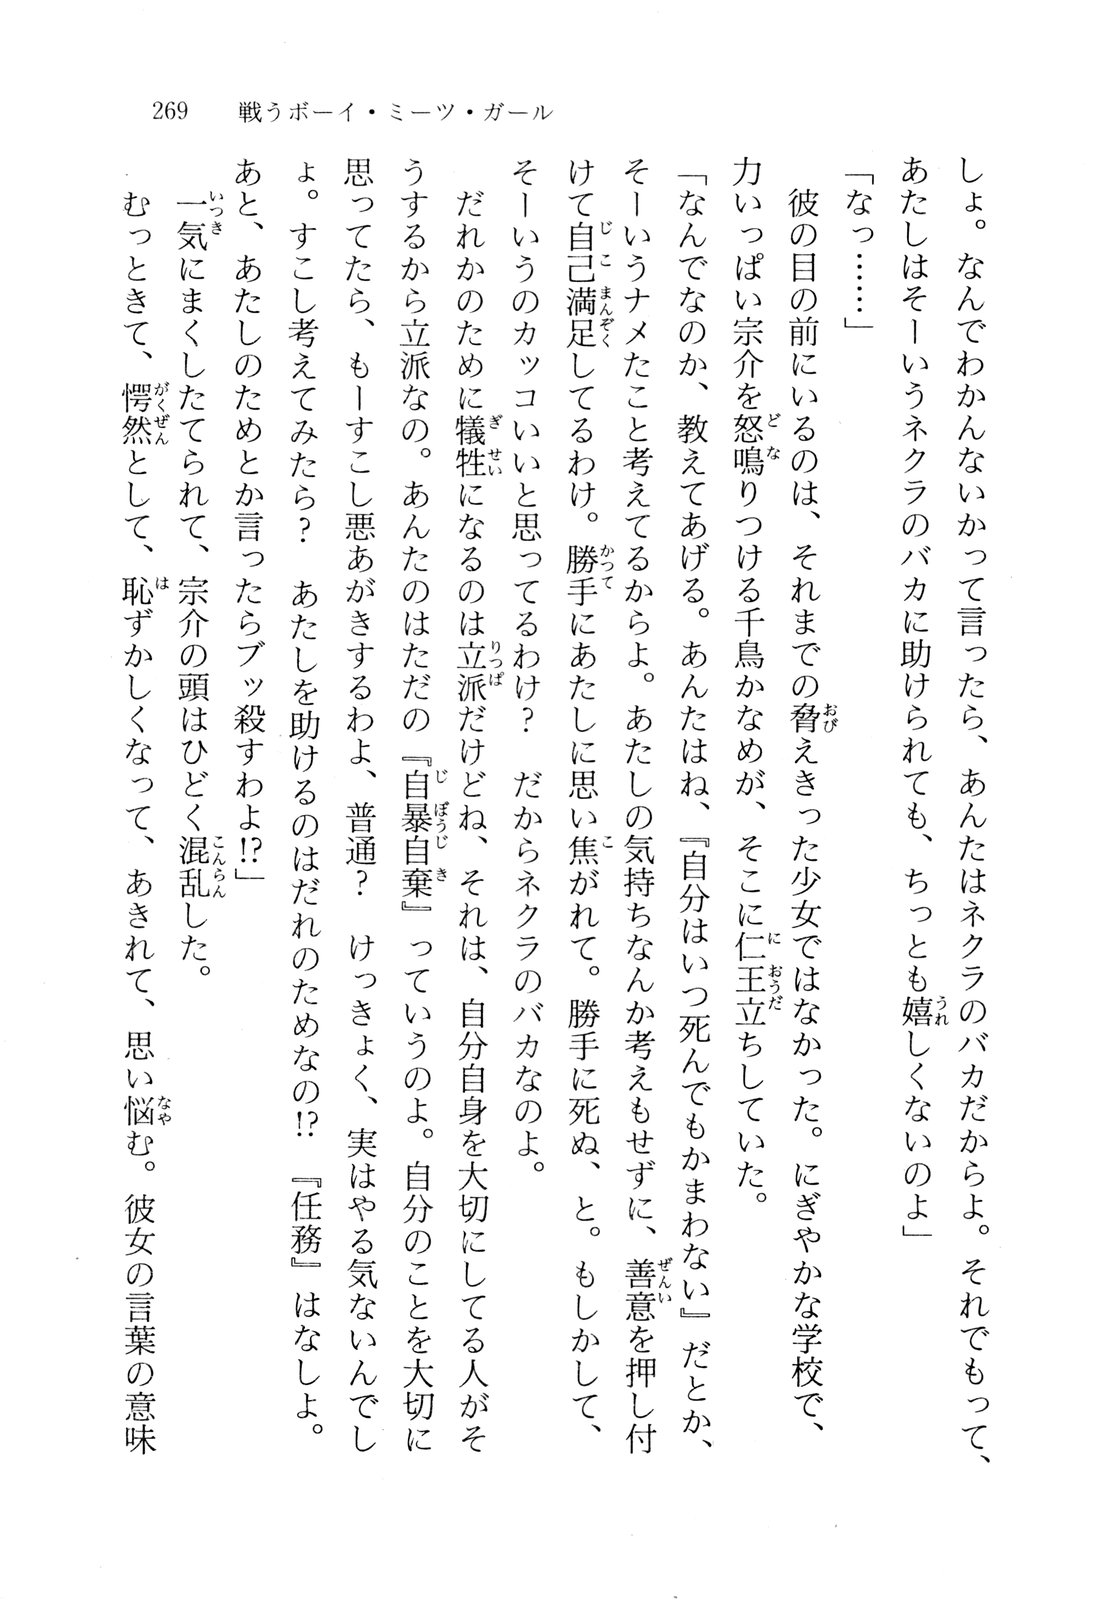 269 戦うボーイ・ミーツ・ガール
しょ。なんでわかんないかって言ったら、あんたはネクラのバカだからよ。それでもって、
あたしはそーいうネクラのバカに助けられても、ちっとも嬉しくないのよ」
「なっ……」
彼の目の前にいるのは、それまでの脅えきった少女ではなかった。にぎやかな学校で、
力いっぱい宗介を怒鳴りつける千鳥かなめが、そこに仁王立ちしていた。
「なんでなのか、教えてあげる。あんたはね、『自分はいつ死んでもかまわない』だとか、
そーいうナメたこと考えてるからよ。あたしの気持ちなんか考えもせずに、善意を押し付
けて自己満足してるわけ。勝手にあたしに思い焦がれて。勝手に死ぬ、と。もしかして、
そーいうのカッコいいと思ってるわけ？　だからネクラのバカなのよ。
だれかのために犠牲になるのは立派だけどね、それは、自分自身を大切にしてる人がそ
うするから立派なの。あんたのはただの『自暴自棄』っていうのよ。自分のことを大切に
思ってたら、もーすこし悪あがきするわよ、普通？　けっきょく、実はやる気ないんでし
ょ。すこし考えてみたら？　あたしを助けるのはだれのためなの!?　『任務』はなしよ。
あと、あたしのためとか言ったらブッ殺すわよ!?」
一気にまくしたてられて、宗介の頭はひどく混乱した。
むっときて、愕然として、恥ずかしくなって、あきれて、思い悩む。彼女の言葉の意味